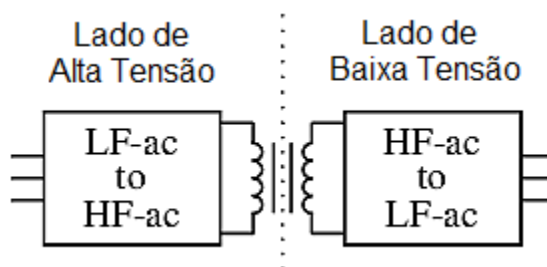 Lado de
Alta Tensão
Lado de
Baixa Tensão
LF-ac
to
HF-ac
HF-ac
to
LF-ac